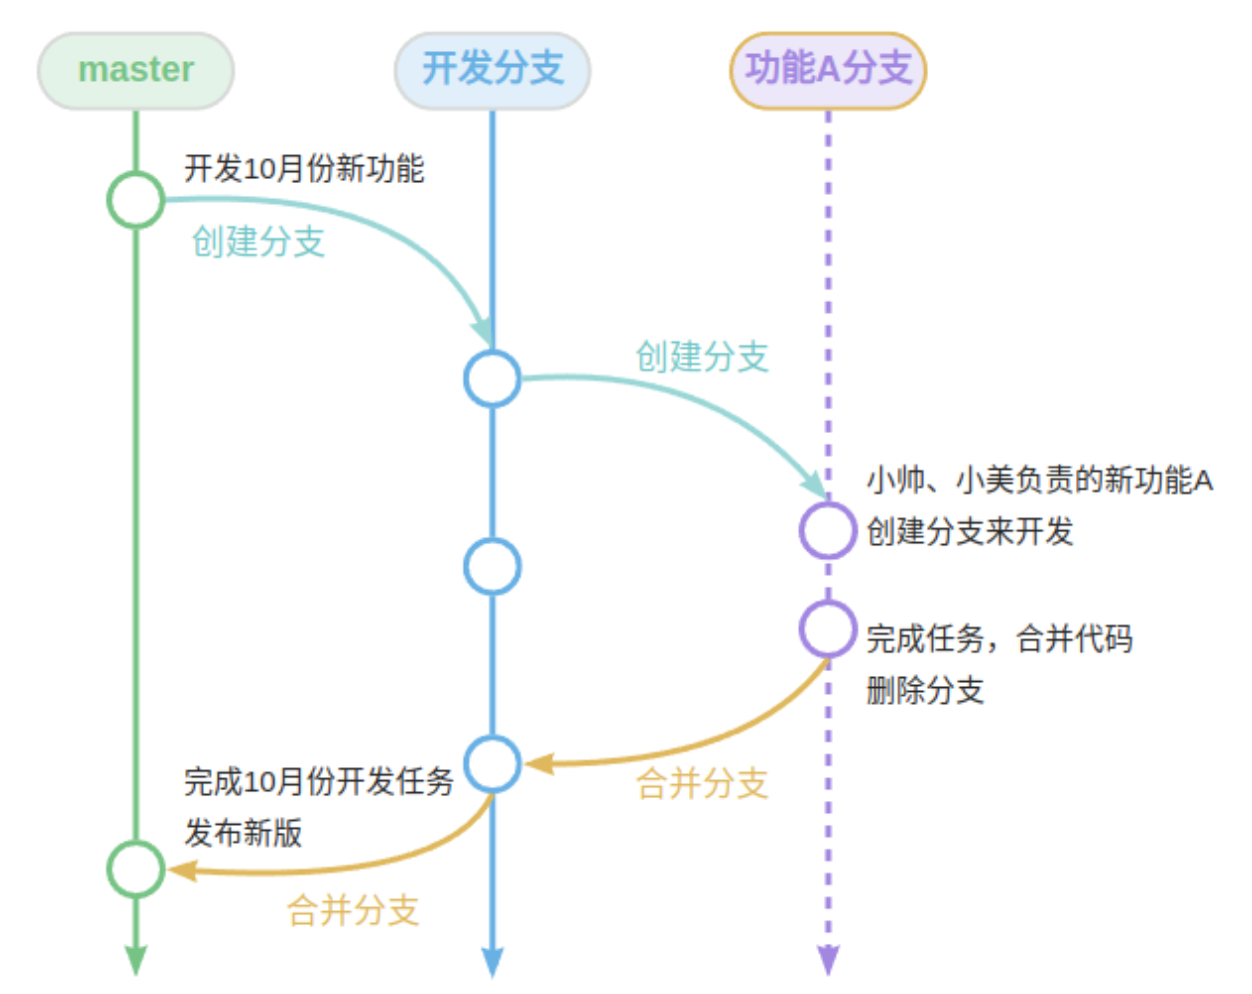 master
开发分支
功能A分支
开发10月份新功能
创建分支
创建分支
小帅、小美负责的新功能A
创建分支来开发
完成任务，合并代码
删除分支
合并分支
完成10月份开发任务
发布新版
合并分支